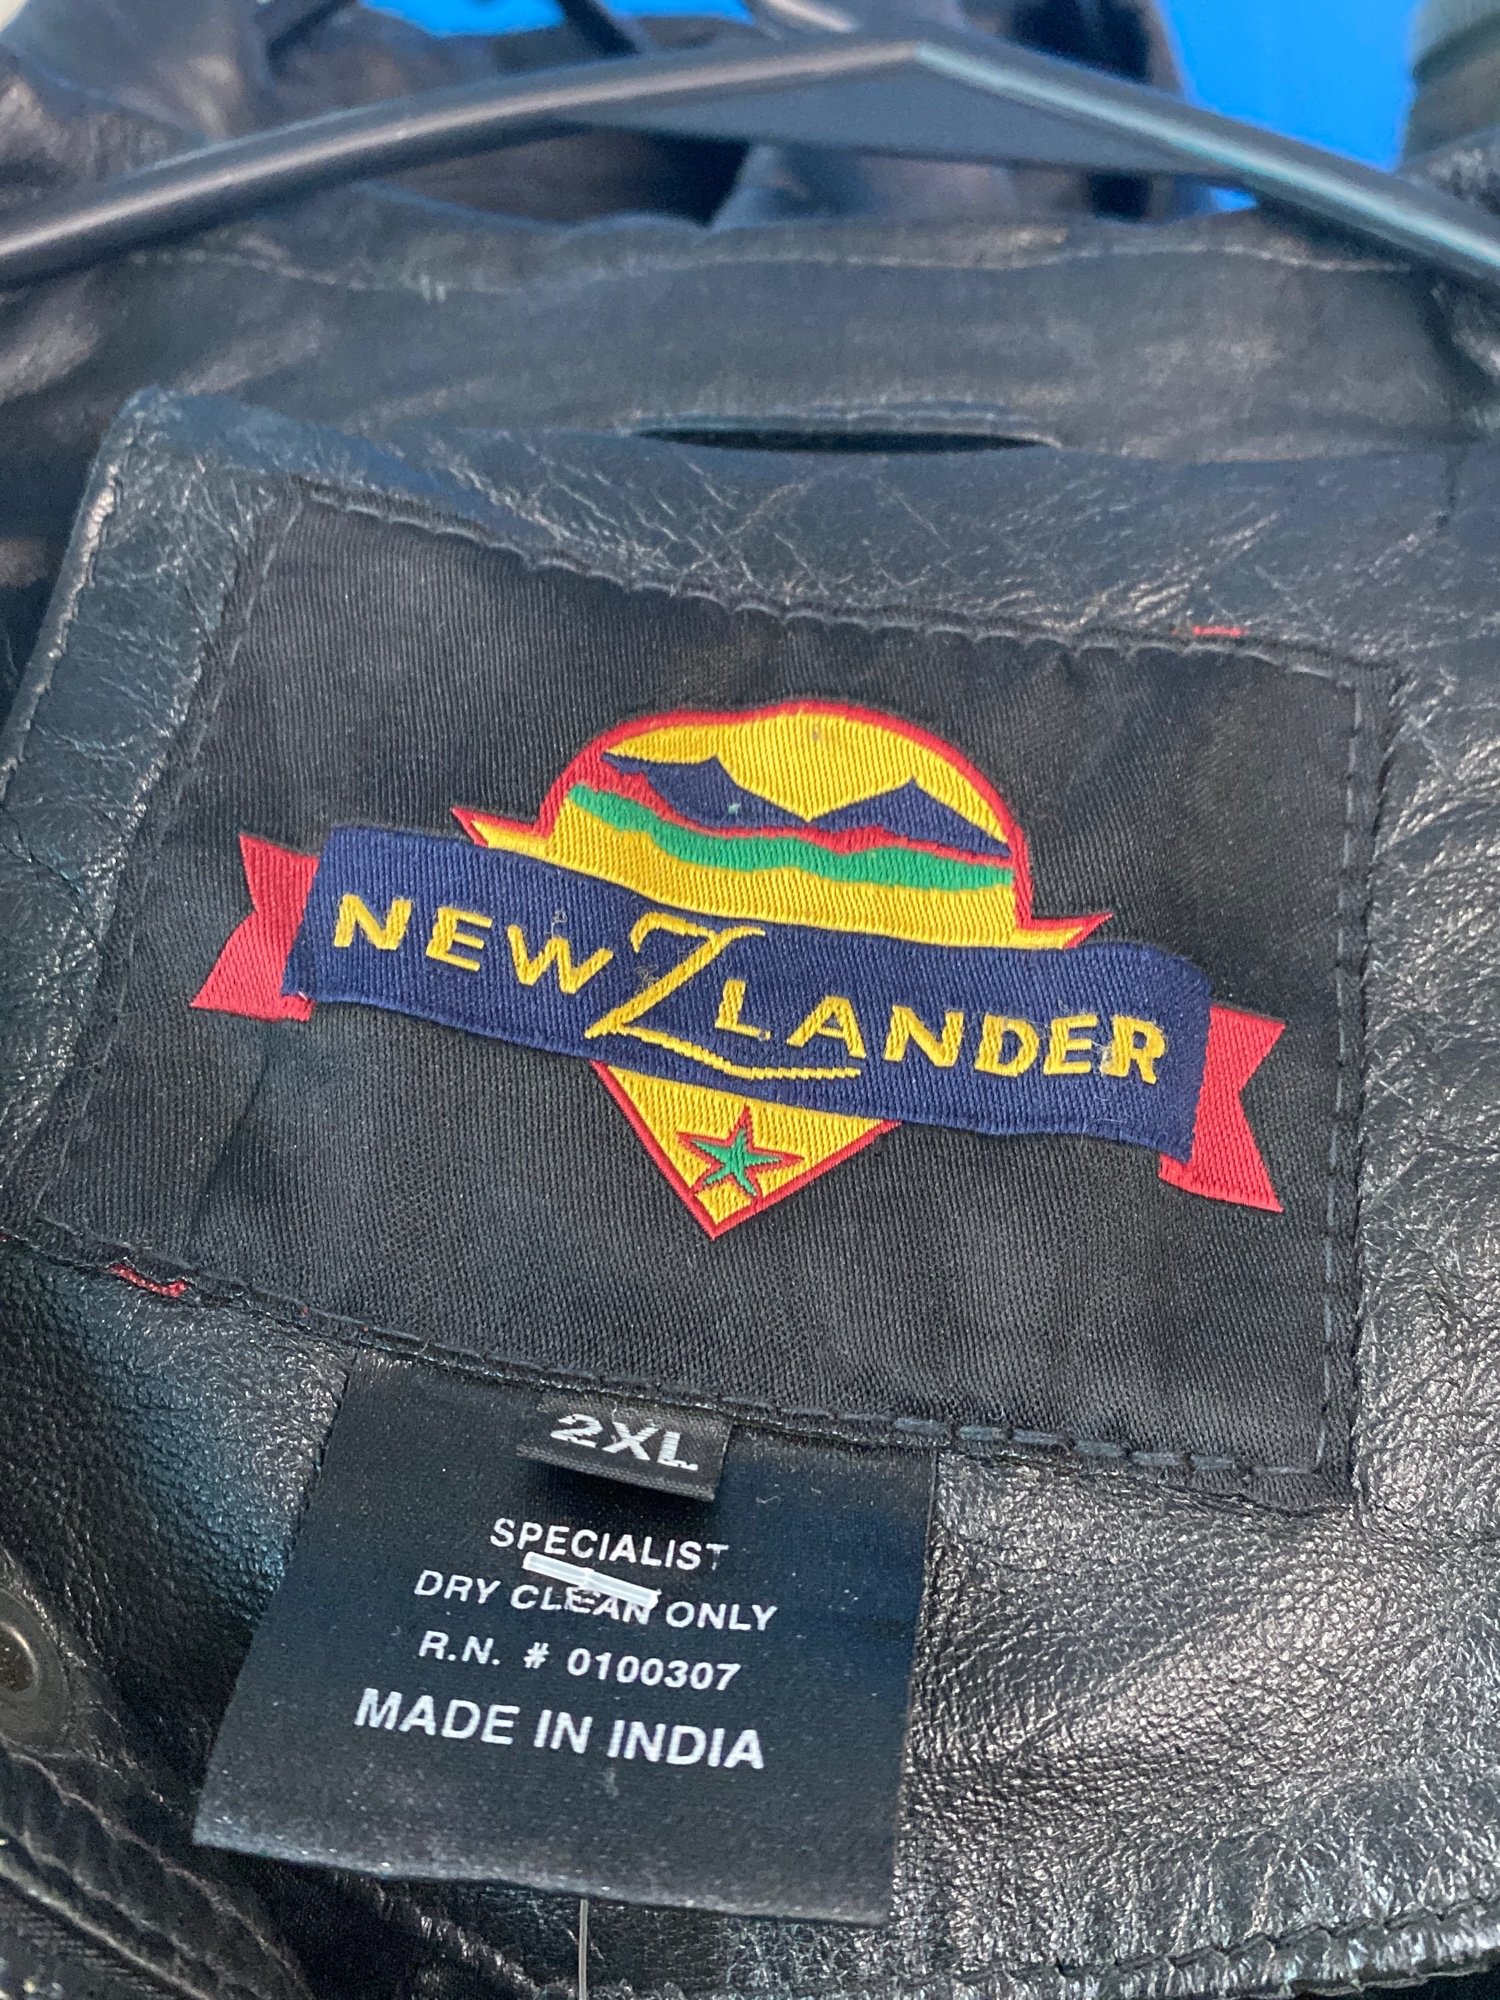 NEWZLANDER
2XL
SPECIALIST
DRY CLEAN ONLY
R.N. # 0100307
MADE IN INDIA